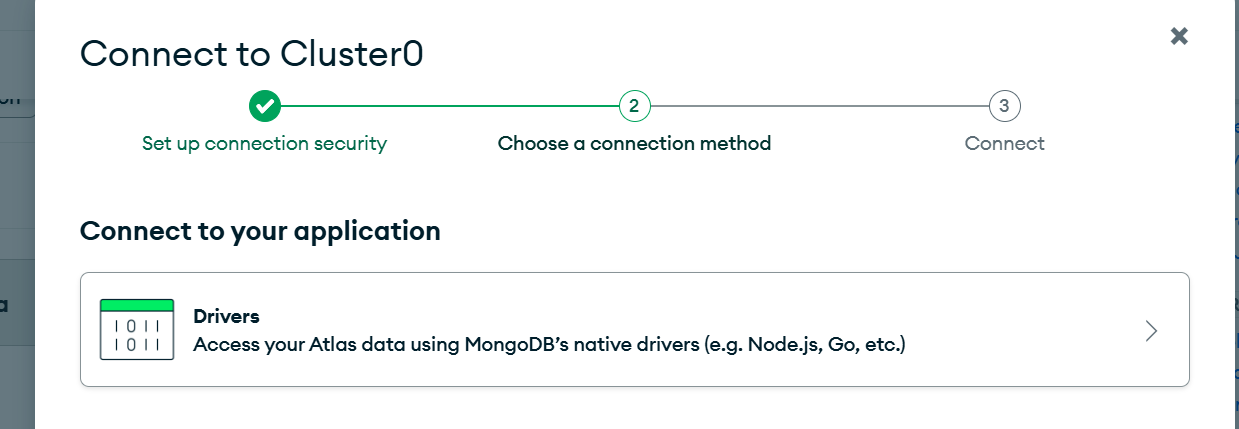 Connect to Cluster0
2
3
Set up connection security
Choose a connection method
Connect
Connect to your application
1011
1011
Drivers
Access your Atlas data using MongoDB's native drivers (e.g. Node.js, Go, etc.)